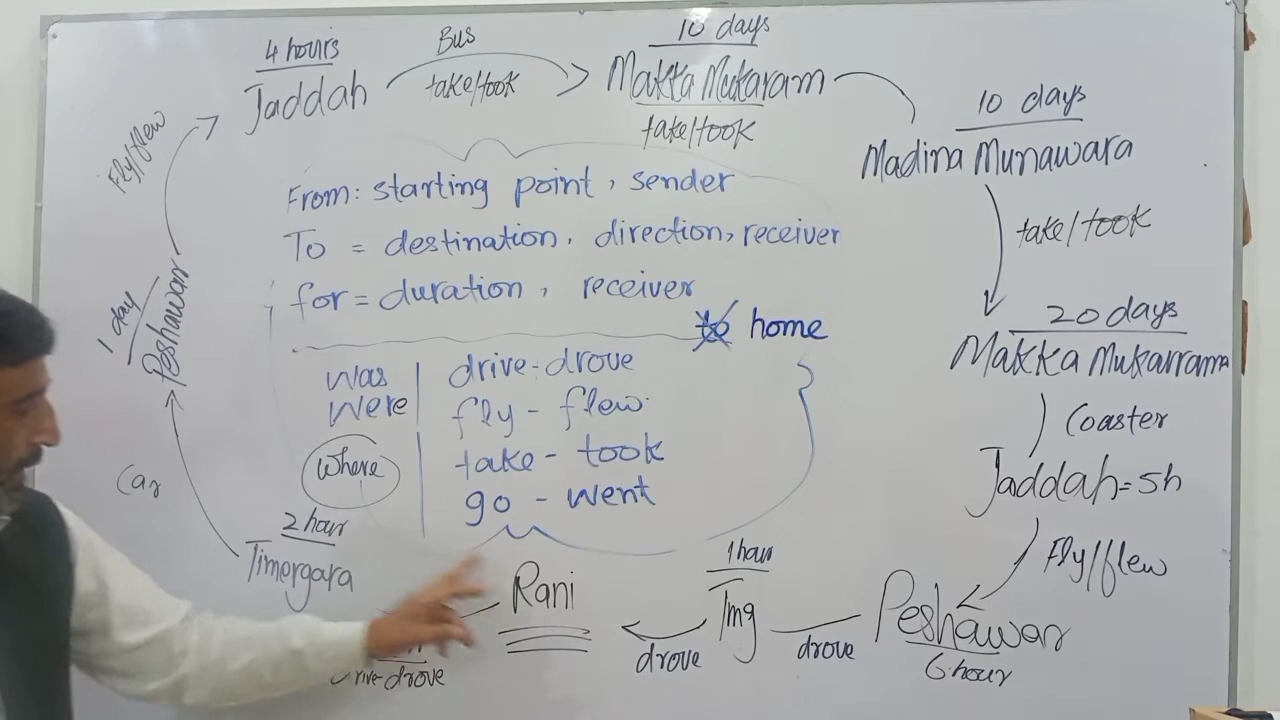 4 hours
Jaddah
Bus
take/took
10 days
Makka Mukaram
take/took
10 days
Madina Munawara
take/took
20 days
Makka Mukarrama
Coaster
Jaddah=5h
Fly/flew
Peshawar
6 hour
drove
1 hour
Tmg
drove
Rani
drive-drove
2 hour
Timergara
Car
1 day
Peshawar
Fly/flew
From: starting point, sender
To = destination, direction, receiver
for = duration, receiver
to home
was
were
where
drive-drove
fly - flew
take - took
go - went